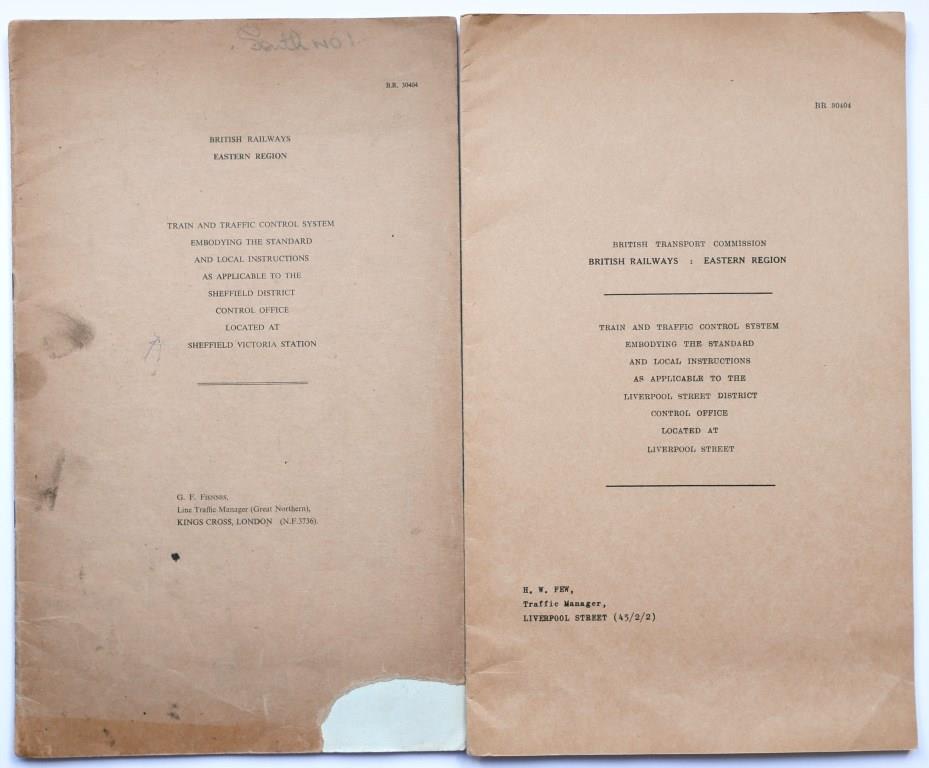 B.R. 30404
BRITISH RAILWAYS
EASTERN REGION
TRAIN AND TRAFFIC CONTROL SYSTEM
EMBODYING THE STANDARD
AND LOCAL INSTRUCTIONS
AS APPLICABLE TO THE
SHEFFIELD DISTRICT
CONTROL OFFICE
LOCATED AT
SHEFFIELD VICTORIA STATION
G. F. FIENNES,
Line Traffic Manager (Great Northern),
KINGS CROSS, LONDON (N.F.3736).
BR 30404
BRITISH TRANSPORT COMMISSION
BRITISH RAILWAYS : EASTERN REGION
TRAIN AND TRAFFIC CONTROL SYSTEM
EMBODYING THE STANDARD
AND LOCAL INSTRUCTIONS
AS APPLICABLE TO THE
LIVERPOOL STREET DISTRICT
CONTROL OFFICE
LOCATED AT
LIVERPOOL STREET
H. W. FEW,
Traffic Manager,
LIVERPOOL STREET (45/2/2)